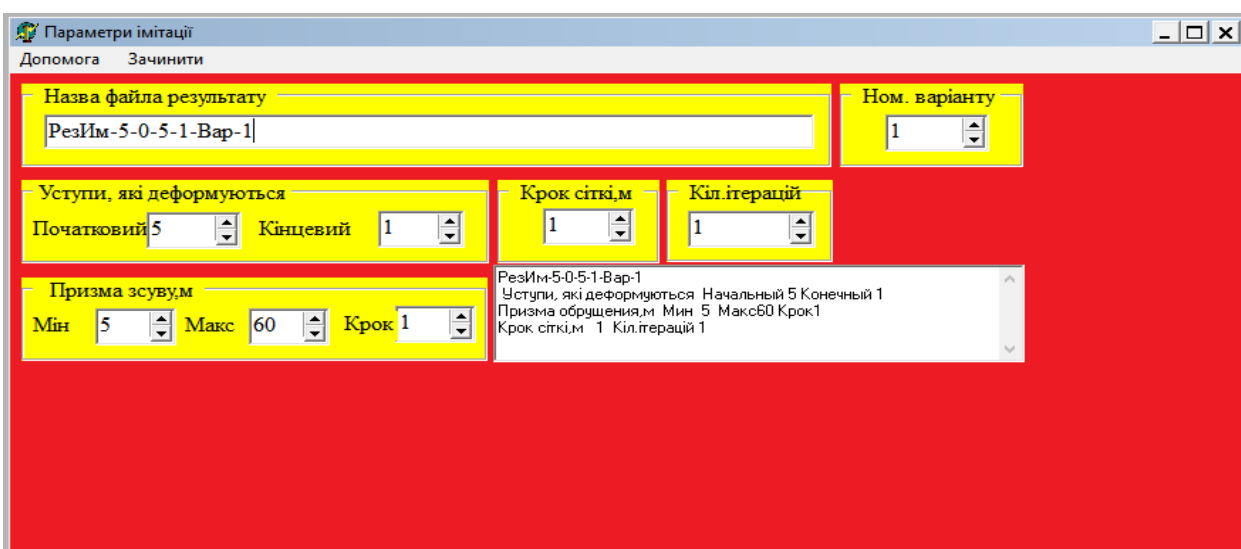 Параметри імітації
Допомога Зачинити
Назва файла результату
РезИм-5-0-5-1-Вар-1
Ном. варіанту
1
Уступи, які деформуються
Початковий 5 Кінцевий 1
Крок сіткі,м
1
Кіл.ітерацій
1
Призма зсуву,м
Мін 5 Макс 60 Крок 1
РезИм-5-0-5-1-Вар-1
Уступи, які деформуються Начальный 5 Конечный 1
Призма обрущения,м Мин 5 Макс60 Крок1
Крок сіткі,м 1 Кіл.ітерацій 1